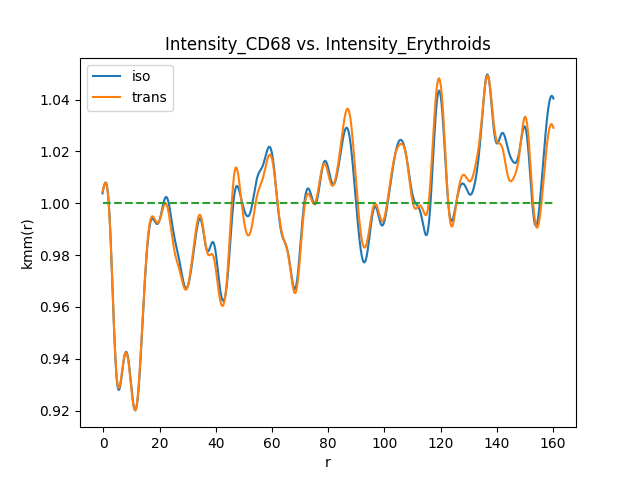 Intensity_CD68 vs. Intensity_Erythroids
iso
trans
kmm(r)
1.04
1.02
1.00
0.98
0.96
0.94
0.92
0 20 40 60 80 100 120 140 160
r